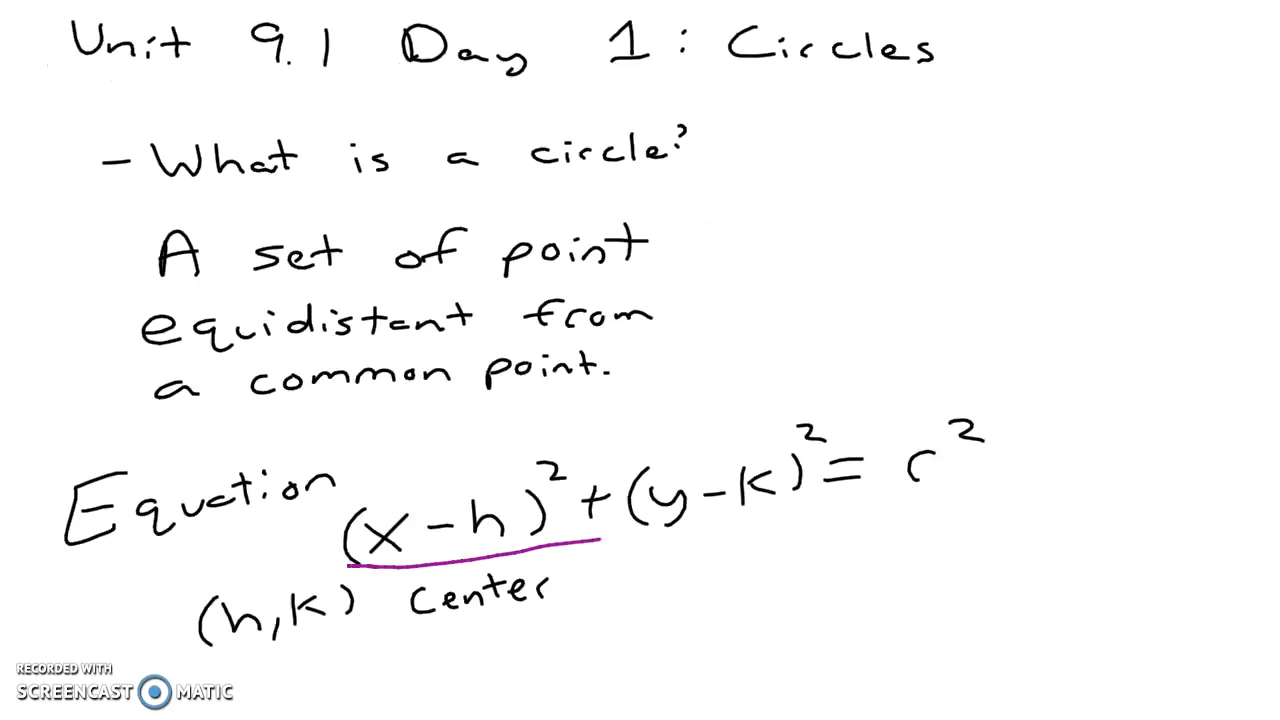 Unit 9.1 Day 1: Circles
- What is a circle?
A set of point
equidistant from
a common point.
Equation (x-h)²+(y-k)²=r²
(h,k) center
RECORDED WITH
SCREENCAST MATIC